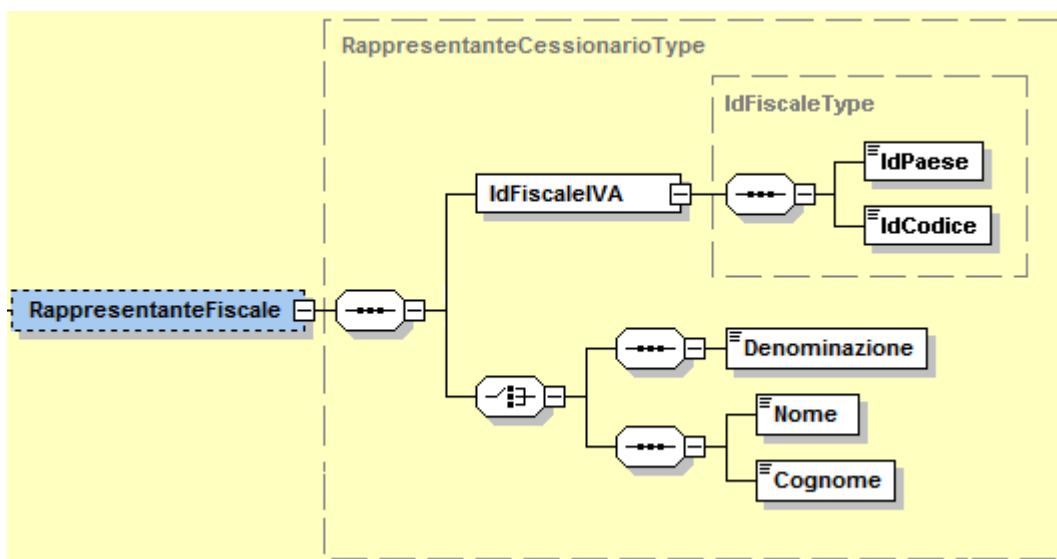 RappresentanteCessionarioType
IdFiscaleType
IdPaese
IdFiscaleIVA
IdCodice
RappresentanteFiscale
Denominazione
Nome
Cognome